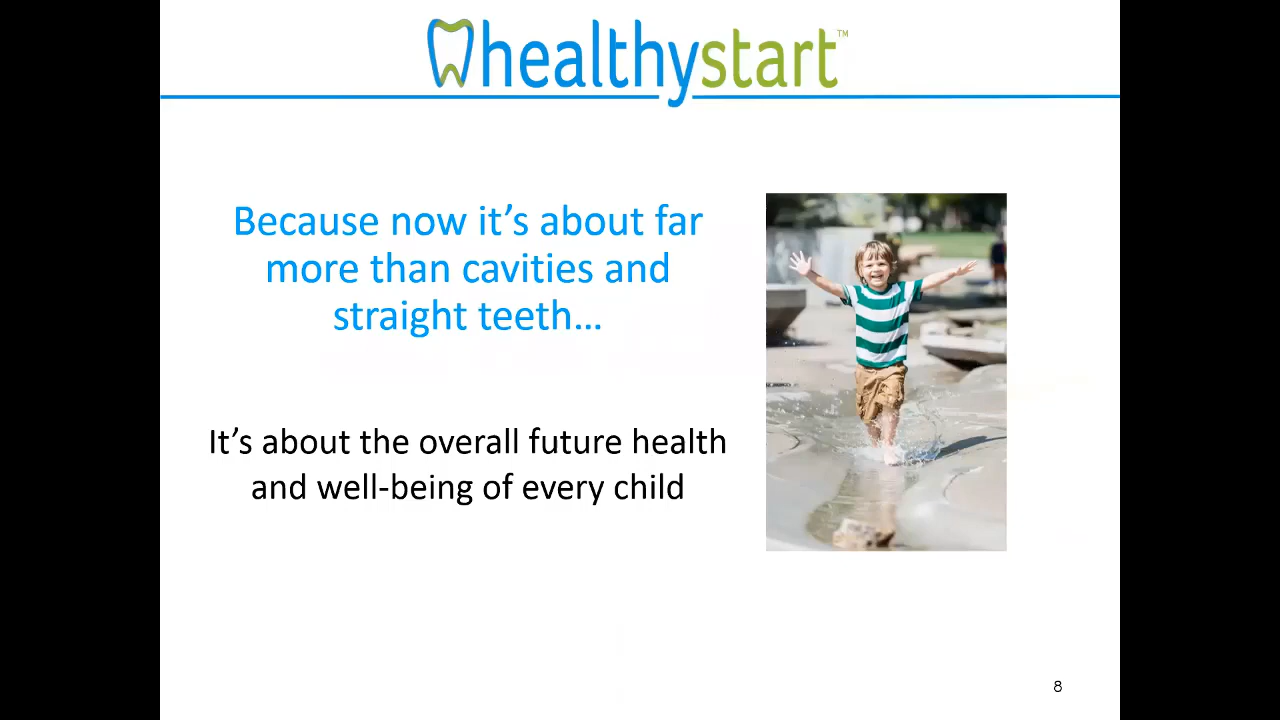 healthystart™
Because now it's about far
more than cavities and
straight teeth…
It's about the overall future health
and well-being of every child
8